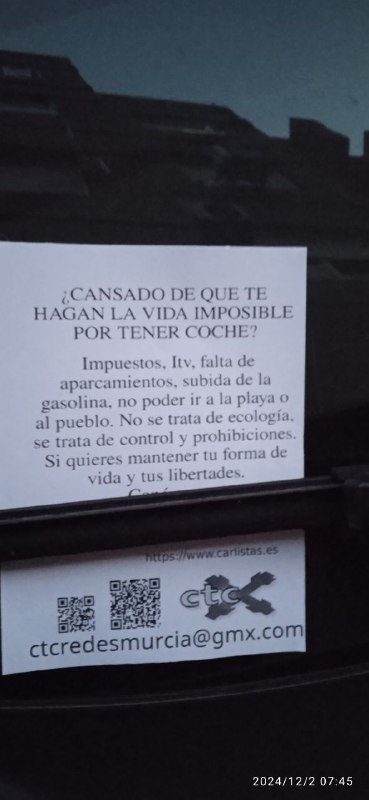 ¿CANSADO DE QUE TE
HAGAN LA VIDA IMPOSIBLE
POR TENER COCHE?
Impuestos, Itv, falta de
aparcamientos, subida de la
gasolina, no poder ir a la playa o
al pueblo. No se trata de ecología,
se trata de control y prohibiciones.
Si quieres mantener tu forma de
vida y tus libertades.
https://www.carlistas.es
ctc
ctcredesmurcia@gmx.com
2024/12/2 07:45